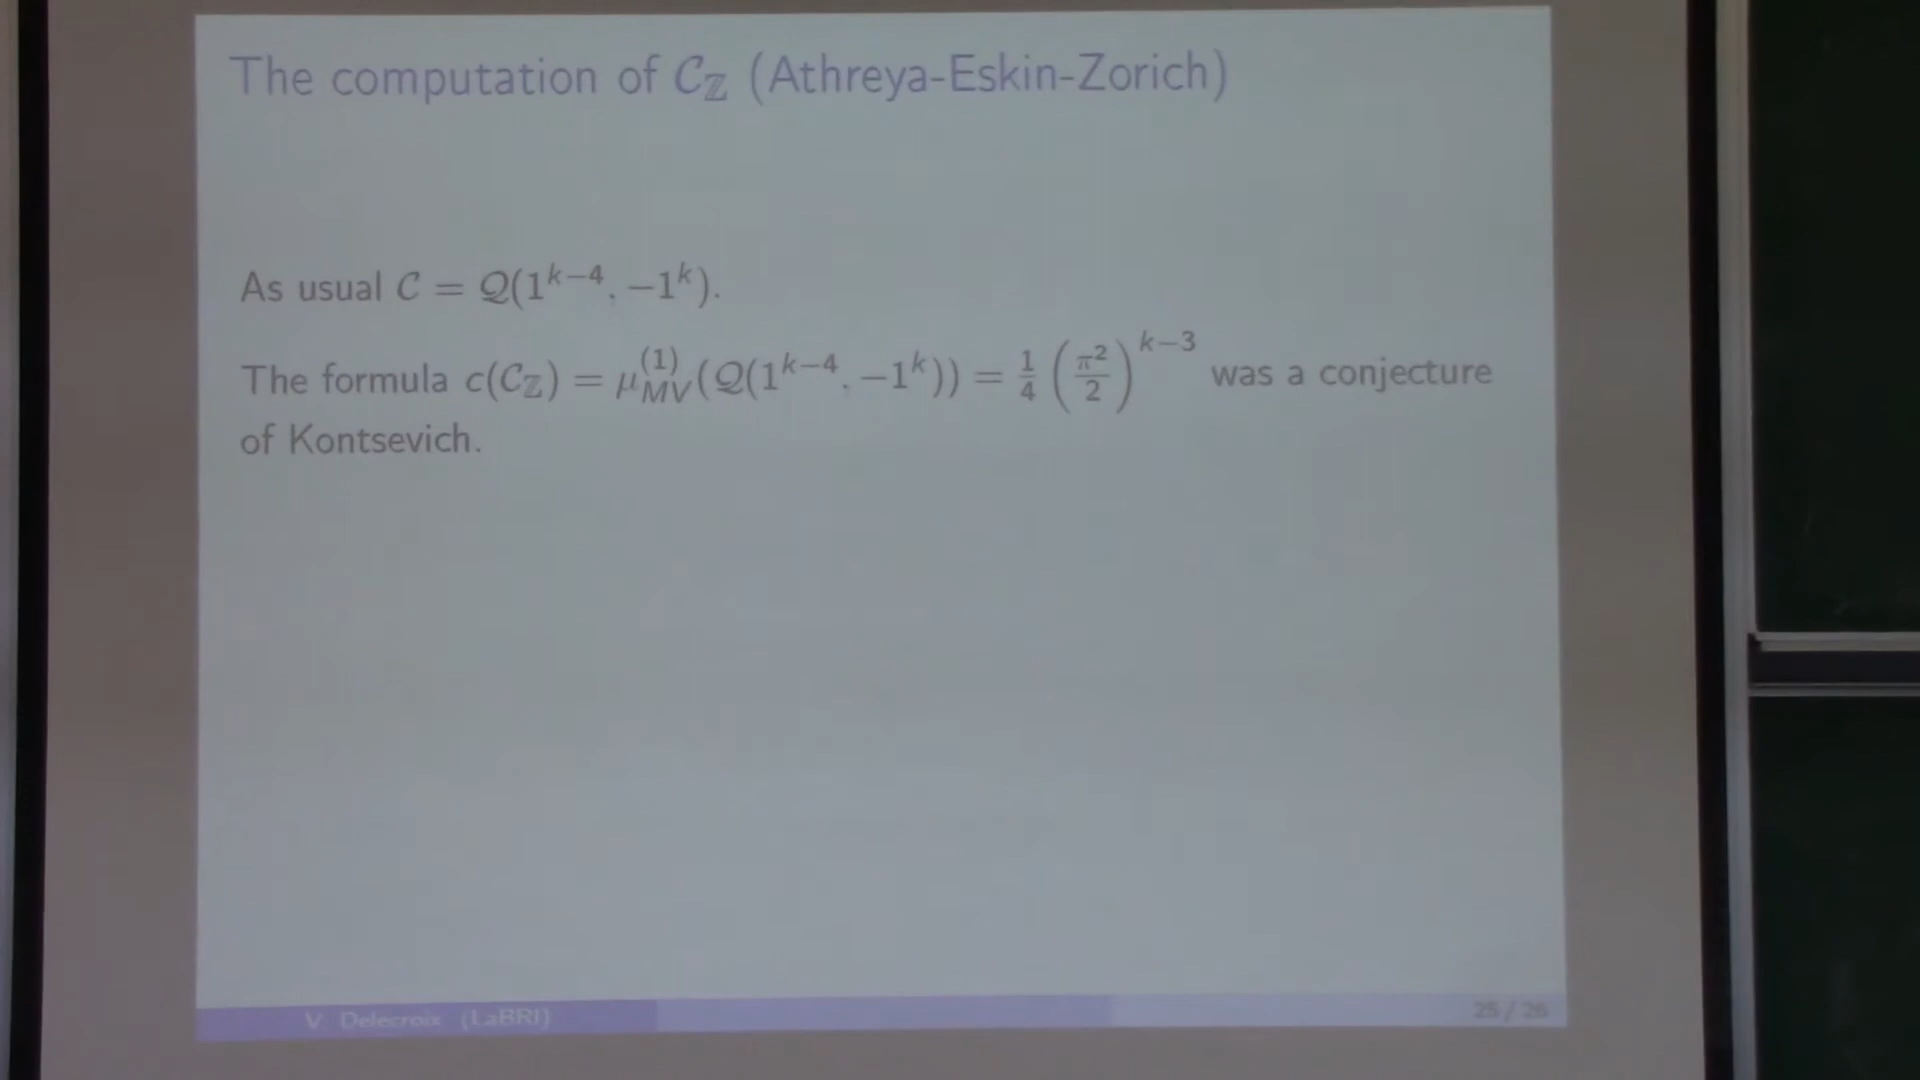 The computation of 𝒞_ℤ (Athreya-Eskin-Zorich)
As usual 𝒞 = 𝒬(1^{k−4}, −1^k).
The formula c(𝒞_ℤ) = μ_{MV}^{(1)}(𝒬(1^{k−4}, −1^k)) = 1/4 (π²/2)^{k−3} was a conjecture
of Kontsevich.
V. Delecroix (LaBRI)
25 / 26